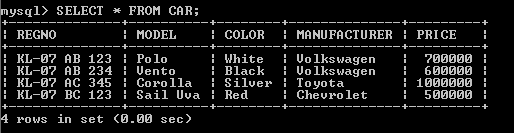 mysql> SELECT * FROM CAR;
+--------------+----------+--------+--------------+---------+
| REGNO        | MODEL    | COLOR  | MANUFACTURER | PRICE   |
+--------------+----------+--------+--------------+---------+
| KL-07 AB 123 | Polo     | White  | Volkswagen   |  700000 |
| KL-07 AB 234 | Vento    | Black  | Volkswagen   |  600000 |
| KL-07 AC 345 | Corolla  | Silver | Toyota       | 1000000 |
| KL-07 BC 123 | Sail Uva | Red    | Chevrolet    |  500000 |
+--------------+----------+--------+--------------+---------+
4 rows in set (0.00 sec)